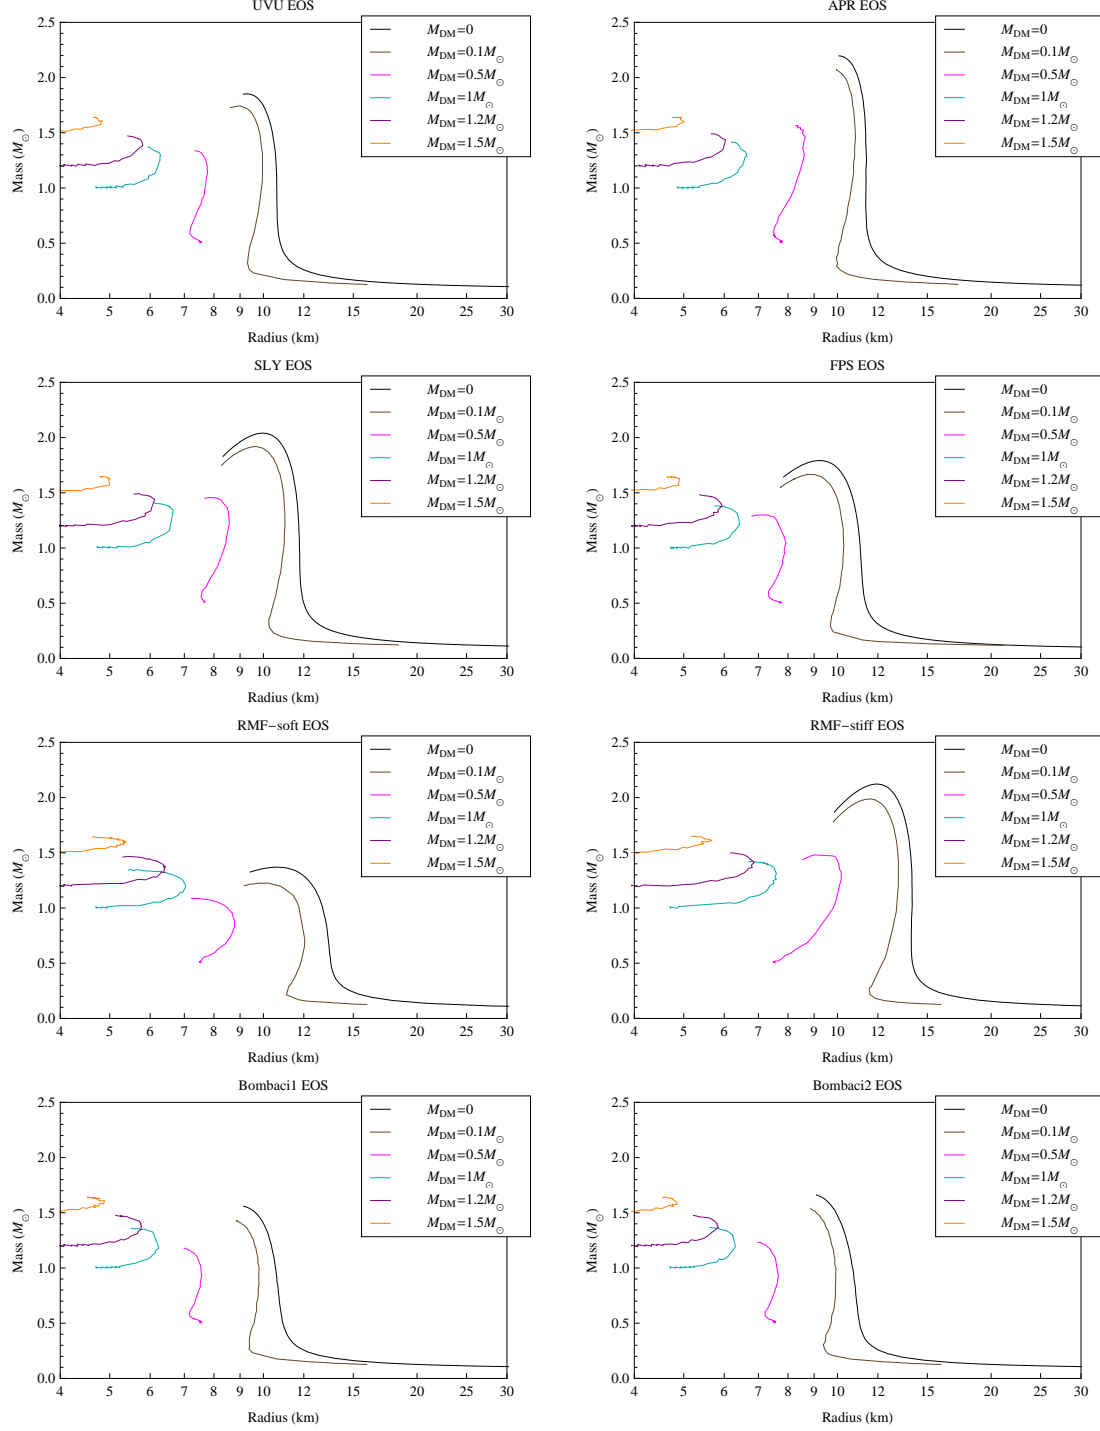 UVU EOS
Mass (M⊙)
2.5
2.0
1.5
1.0
0.5
0.0
4 5 6 7 8 9 10 12 15 20 25 30
Radius (km)
M_DM=0
M_DM=0.1M⊙
M_DM=0.5M⊙
M_DM=1M⊙
M_DM=1.2M⊙
M_DM=1.5M⊙
APR EOS
Mass (M⊙)
2.5
2.0
1.5
1.0
0.5
0.0
4 5 6 7 8 9 10 12 15 20 25 30
Radius (km)
M_DM=0
M_DM=0.1M⊙
M_DM=0.5M⊙
M_DM=1M⊙
M_DM=1.2M⊙
M_DM=1.5M⊙
SLY EOS
Mass (M⊙)
2.5
2.0
1.5
1.0
0.5
0.0
4 5 6 7 8 9 10 12 15 20 25 30
Radius (km)
M_DM=0
M_DM=0.1M⊙
M_DM=0.5M⊙
M_DM=1M⊙
M_DM=1.2M⊙
M_DM=1.5M⊙
FPS EOS
Mass (M⊙)
2.5
2.0
1.5
1.0
0.5
0.0
4 5 6 7 8 9 10 12 15 20 25 30
Radius (km)
M_DM=0
M_DM=0.1M⊙
M_DM=0.5M⊙
M_DM=1M⊙
M_DM=1.2M⊙
M_DM=1.5M⊙
RMF−soft EOS
Mass (M⊙)
2.5
2.0
1.5
1.0
0.5
0.0
4 5 6 7 8 9 10 12 15 20 25 30
Radius (km)
M_DM=0
M_DM=0.1M⊙
M_DM=0.5M⊙
M_DM=1M⊙
M_DM=1.2M⊙
M_DM=1.5M⊙
RMF−stiff EOS
Mass (M⊙)
2.5
2.0
1.5
1.0
0.5
0.0
4 5 6 7 8 9 10 12 15 20 25 30
Radius (km)
M_DM=0
M_DM=0.1M⊙
M_DM=0.5M⊙
M_DM=1M⊙
M_DM=1.2M⊙
M_DM=1.5M⊙
Bombaci1 EOS
Mass (M⊙)
2.5
2.0
1.5
1.0
0.5
0.0
4 5 6 7 8 9 10 12 15 20 25 30
Radius (km)
M_DM=0
M_DM=0.1M⊙
M_DM=0.5M⊙
M_DM=1M⊙
M_DM=1.2M⊙
M_DM=1.5M⊙
Bombaci2 EOS
Mass (M⊙)
2.5
2.0
1.5
1.0
0.5
0.0
4 5 6 7 8 9 10 12 15 20 25 30
Radius (km)
M_DM=0
M_DM=0.1M⊙
M_DM=0.5M⊙
M_DM=1M⊙
M_DM=1.2M⊙
M_DM=1.5M⊙